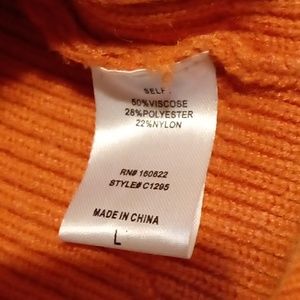 SELF:
50%VISCOSE
28%POLYESTER
22%NYLON
RN# 160822
STYLE# C1295
MADE IN CHINA
L